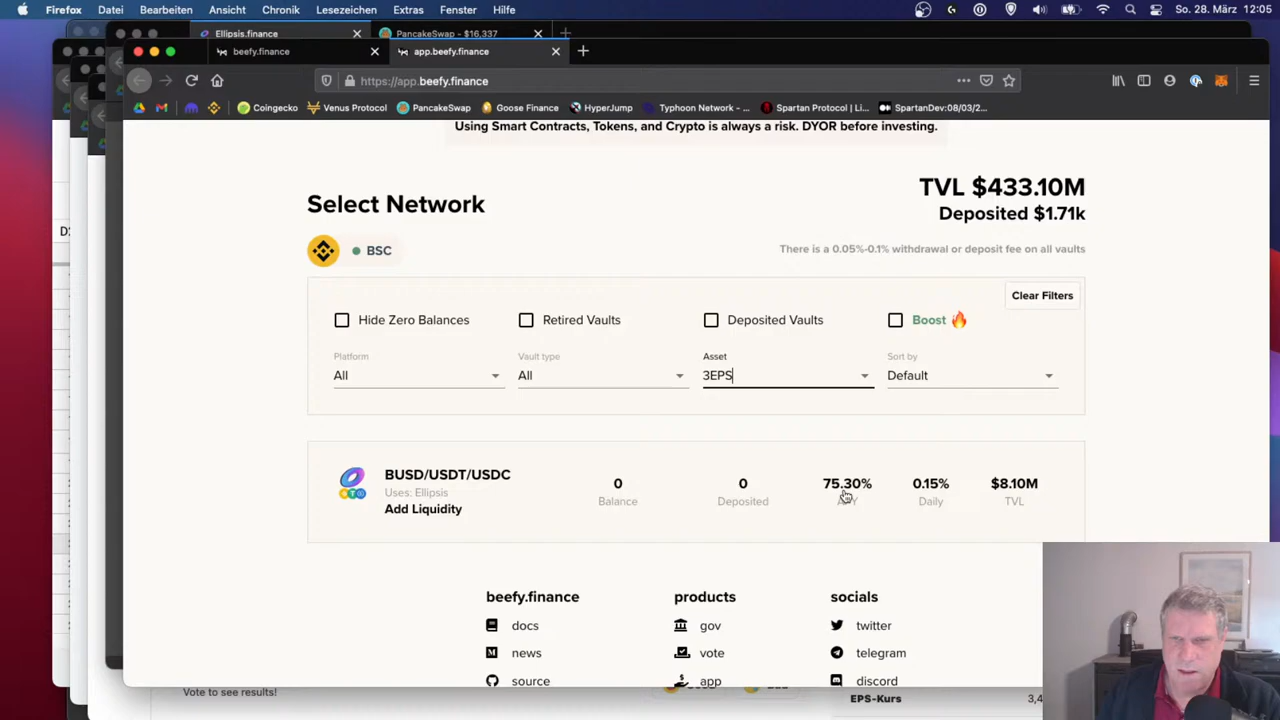 Firefox Datei Bearbeiten Ansicht Chronik Lesezeichen Extras Fenster Hilfe So. 28. März 12:05
Ellipsis.finance PancakeSwap - $16,337
beefy.finance app.beefy.finance
https://app.beefy.finance
Coingecko Venus Protocol PancakeSwap Goose Finance HyperJump Typhoon Network - ... Spartan Protocol | Li... SpartanDev:08/03/2...
Using Smart Contracts, Tokens, and Crypto is always a risk. DYOR before investing.
TVL $433.10M
Select Network
Deposited $1.71k
BSC
There is a 0.05%-0.1% withdrawal or deposit fee on all vaults
Clear Filters
Hide Zero Balances Retired Vaults Deposited Vaults Boost 🔥
Platform Vault type Asset Sort by
All All 3EPS Default
BUSD/USDT/USDC
Uses: Ellipsis
Add Liquidity
0 0 75.30% 0.15% $8.10M
Balance Deposited APY Daily TVL
beefy.finance products socials
docs gov twitter
news vote telegram
source app discord
Vote to see results!
EPS-Kurs 3,4